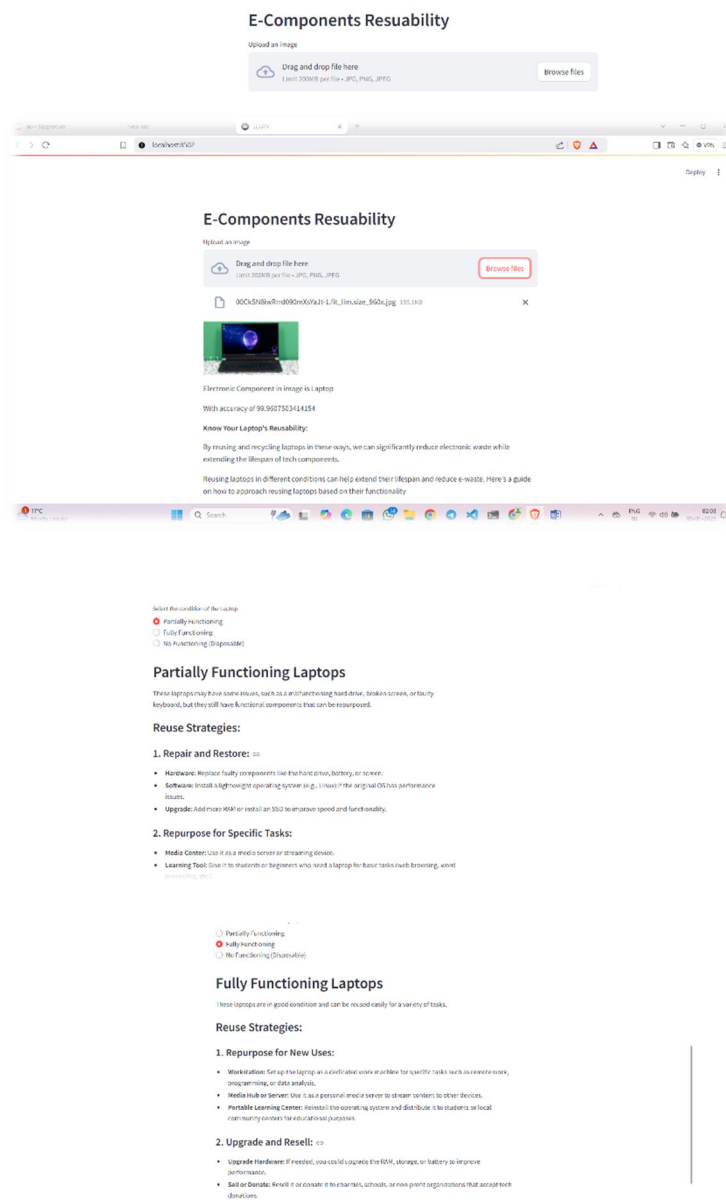 E-Components Resuability
Upload an image
Drag and drop file here
Limit 200MB per file • JPG, PNG, JPEG
Browse files
localhost:8502
VPN
Deploy
E-Components Resuability
Upload an image
Drag and drop file here
Limit 200MB per file • JPG, PNG, JPEG
Browse files
195.1KB
Electronic Component in image is Laptop
With accuracy of 99.9607503414154
Know Your Laptop's Reusability:
By reusing and recycling laptops in these ways, we can significantly reduce electronic waste while
extending the lifespan of tech components.
Reusing laptops in different conditions can help extend their lifespan and reduce e-waste. Here's a guide
on how to approach reusing laptops based on their functionality
17°C
Search
ENG
02:03
Select the condition of the Laptop
Partially Functioning
Fully Functioning
No Functioning (Disposable)
Partially Functioning Laptops
These laptops may have some issues, such as a malfunctioning hard drive, broken screen, or faulty
keyboard, but they still have functional components that can be repurposed.
Reuse Strategies:
1. Repair and Restore:
• Hardware: Replace faulty components like the hard drive, battery, or screen.
• Software: Install a lightweight operating system (e.g., Linux) if the original OS has performance
issues.
• Upgrade: Add more RAM or install an SSD to improve speed and functionality.
2. Repurpose for Specific Tasks:
• Media Center: Use it as a media server or streaming device.
• Learning Tool: Give it to students or beginners who need a laptop for basic tasks (web browsing, word
processing, etc.).
Partially Functioning
Fully Functioning
No Functioning (Disposable)
Fully Functioning Laptops
These laptops are in good condition and can be reused easily for a variety of tasks.
Reuse Strategies:
1. Repurpose for New Uses:
• Workstation: Set up the laptop as a dedicated work machine for specific tasks such as remote work,
programming, or data analysis.
• Media Hub or Server: Use it as a personal media server to stream content to other devices.
• Portable Learning Center: Reinstall the operating system and distribute it to students or local
community centers for educational purposes.
2. Upgrade and Resell:
• Upgrade Hardware: If needed, you could upgrade the RAM, storage, or battery to improve
performance.
• Sell or Donate: Resell it or donate it to charities, schools, or non-profit organizations that accept tech
donations.